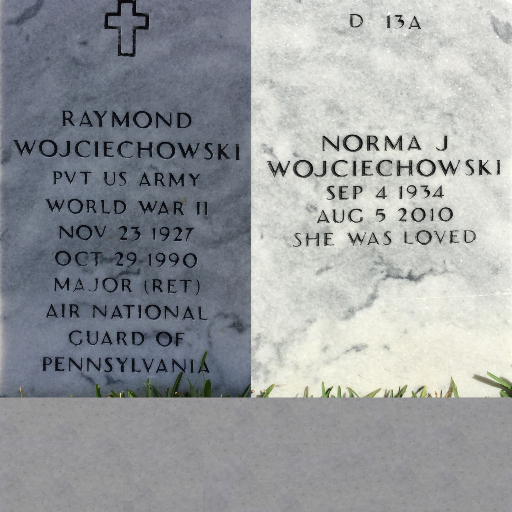 RAYMOND
WOJCIECHOWSKI
PVT US ARMY
WORLD WAR II
NOV 23 1927
OCT 29 1990
MAJOR (RET)
AIR NATIONAL
GUARD OF
PENNSYLVANIA
D 13A
NORMA J
WOJCIECHOWSKI
SEP 4 1934
AUG 5 2010
SHE WAS LOVED